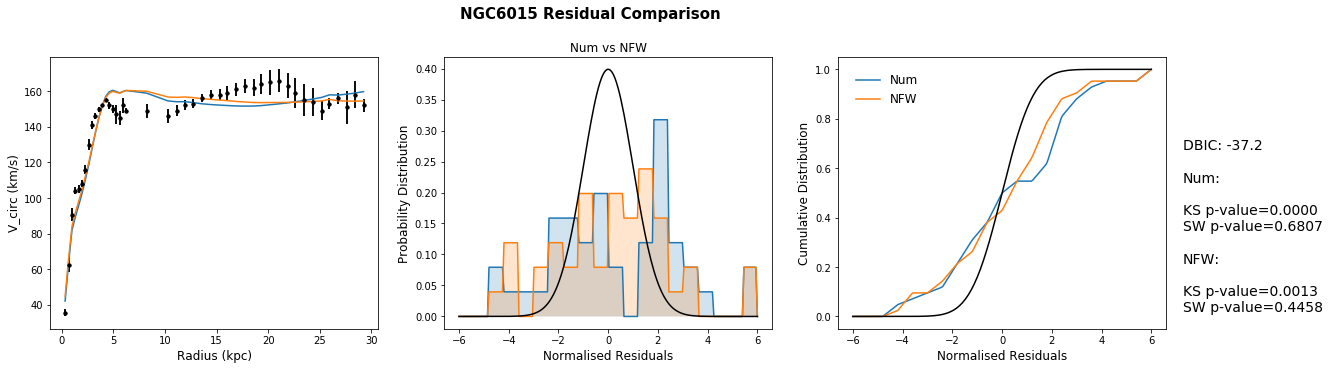 NGC6015 Residual Comparison
V_circ (km/s)
160
140
120
100
80
60
40
0
5
10
15
20
25
30
Radius (kpc)
Num vs NFW
Probability Distribution
0.40
0.35
0.30
0.25
0.20
0.15
0.10
0.05
0.00
−6
−4
−2
0
2
4
6
Normalised Residuals
Cumulative Distribution
1.0
0.8
0.6
0.4
0.2
0.0
−6
−4
−2
0
2
4
6
Normalised Residuals
Num
NFW
DBIC: -37.2
Num:
KS p-value=0.0000
SW p-value=0.6807
NFW:
KS p-value=0.0013
SW p-value=0.4458